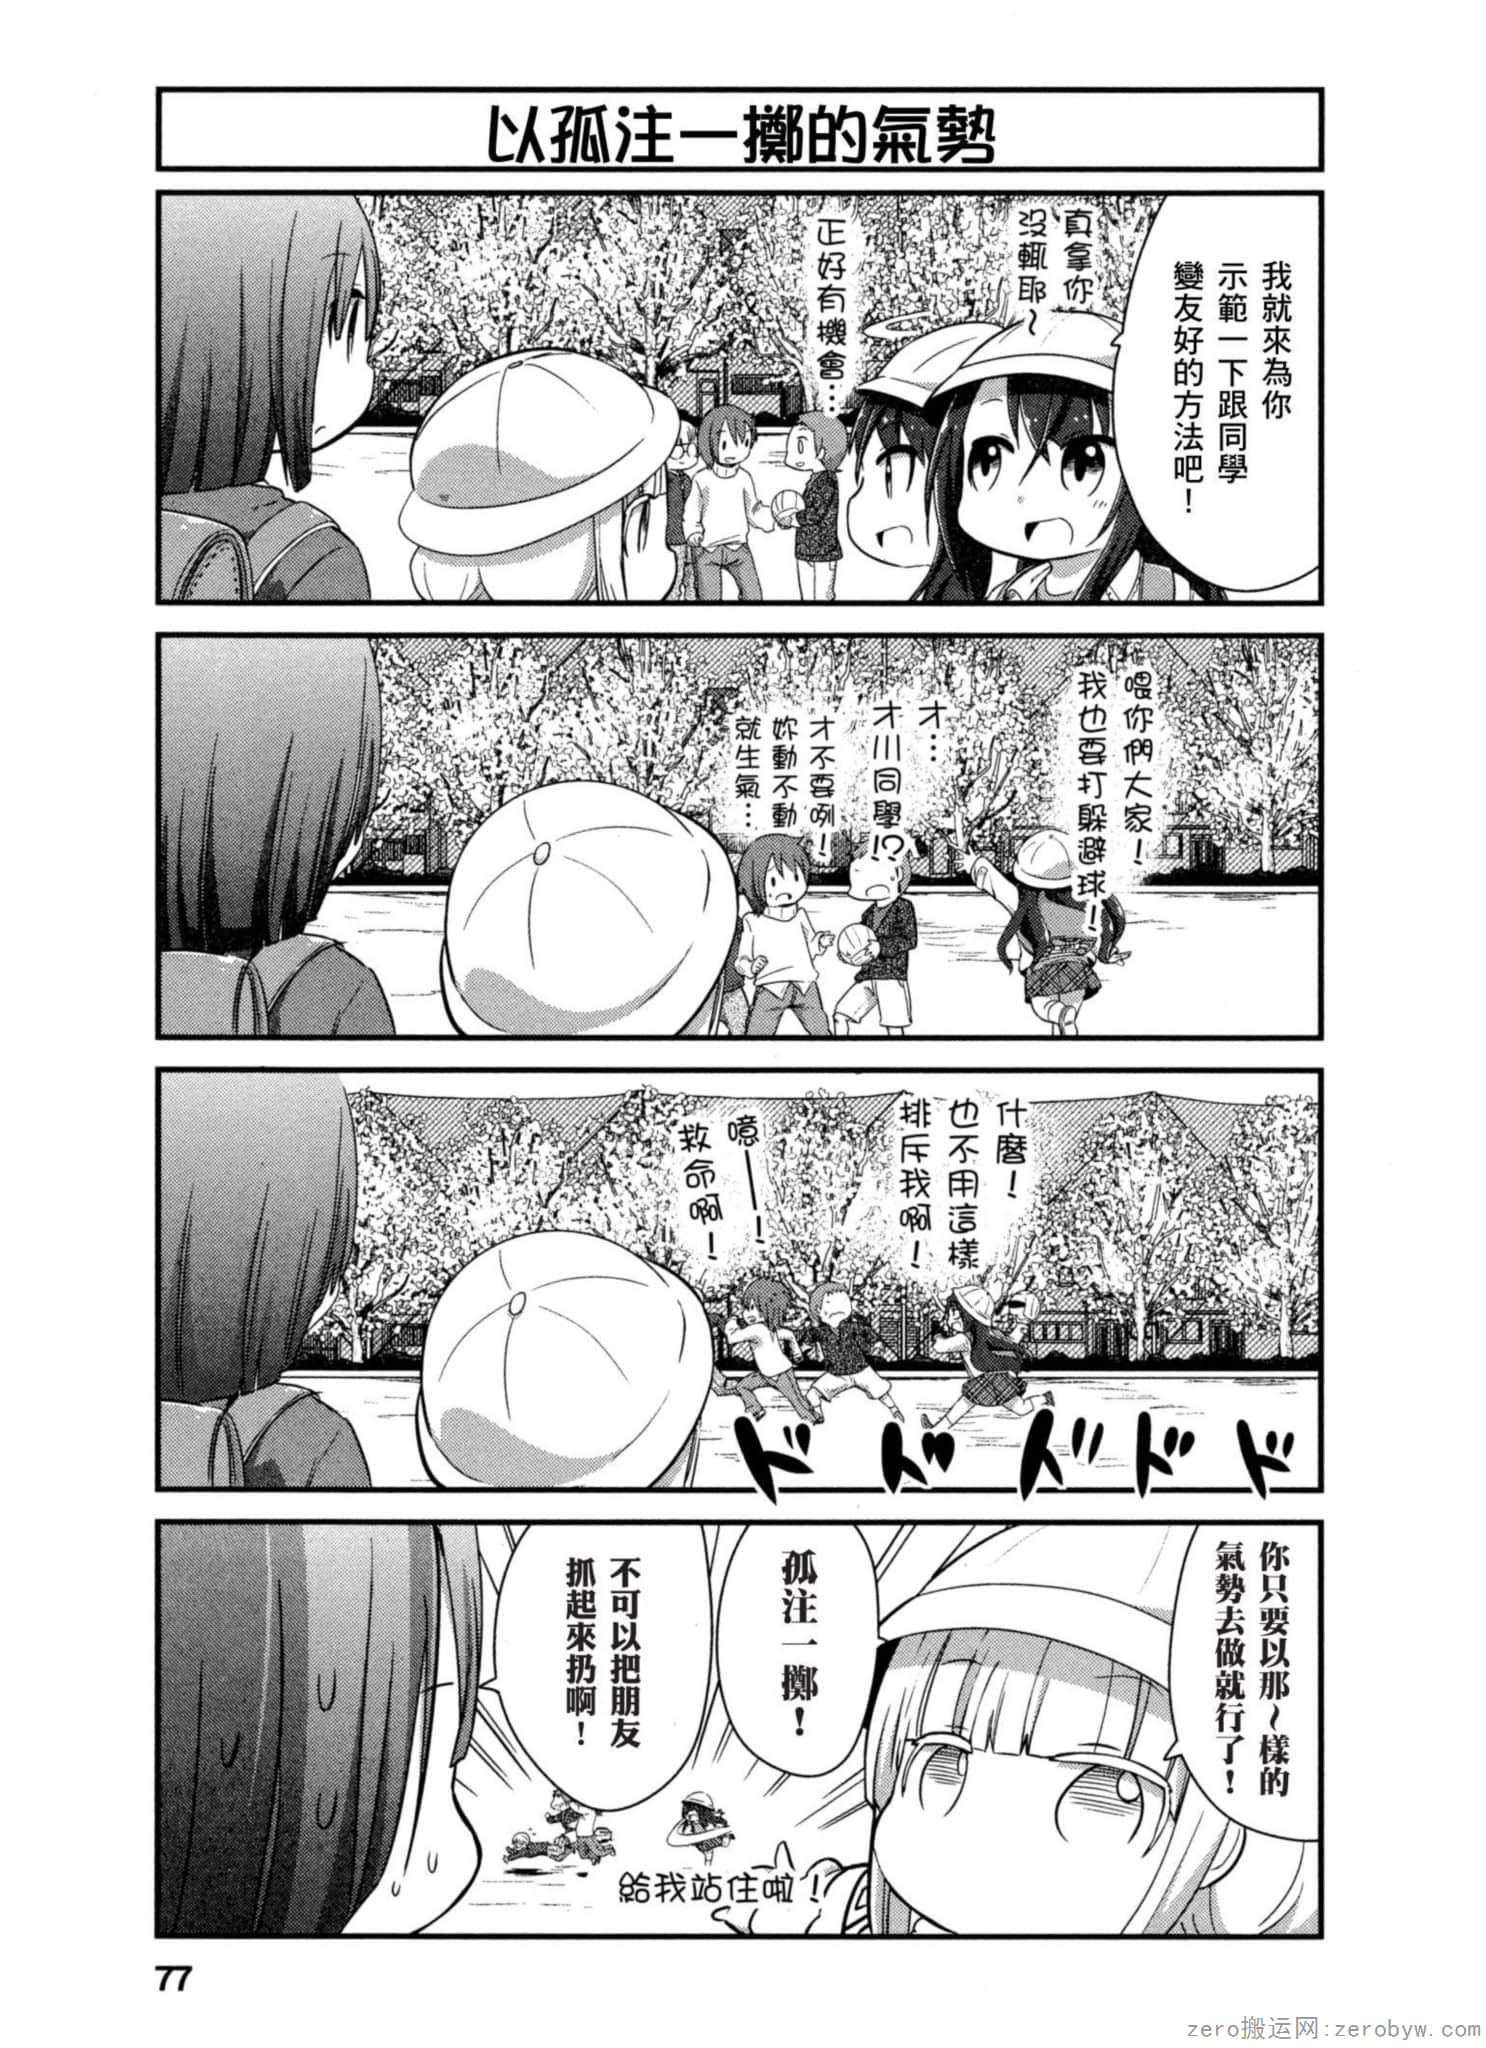 以孤注一擲的氣勢
我就來為你
示範一下跟同學
變友好的方法吧！
真拿你
沒輒耶～
正好有機會…
喂你們大家！
我也要打躲避球！
才…
才川同學!?
才不要咧！
妳動不動
就生氣…
什麼！
也不用這樣
排斥我啊！
噫——！
救命啊！
ドドドドド
你只要以那～樣的
氣勢去做就行了！
孤注一擲！
不可以把朋友
抓起來扔啊！
給我站住啦！
77
zero搬运网:zerobyw.com